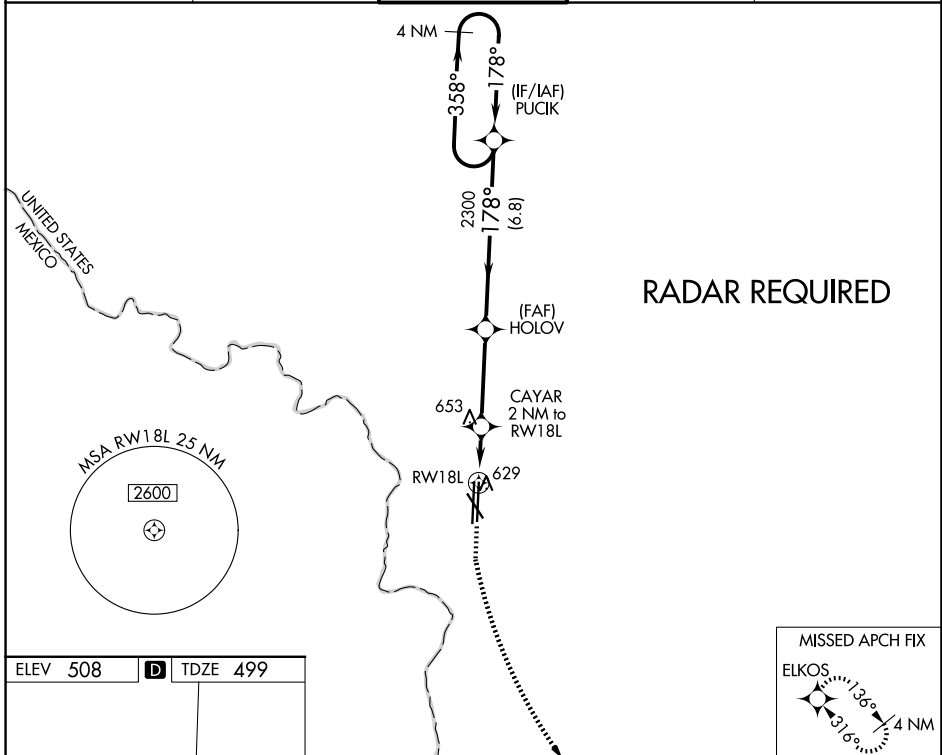 4 NM
178°
358°
(IF/IAF)
PUCIK
2300
178°
(6.8)
UNITED STATES
MEXICO
RADAR REQUIRED
(FAF)
HOLOV
653
CAYAR
2 NM to
RW18L
MSA RW18L 25 NM
2600
RW18L
629
ELEV 508 D TDZE 499
MISSED APCH FIX
ELKOS
136°
316°
4 NM